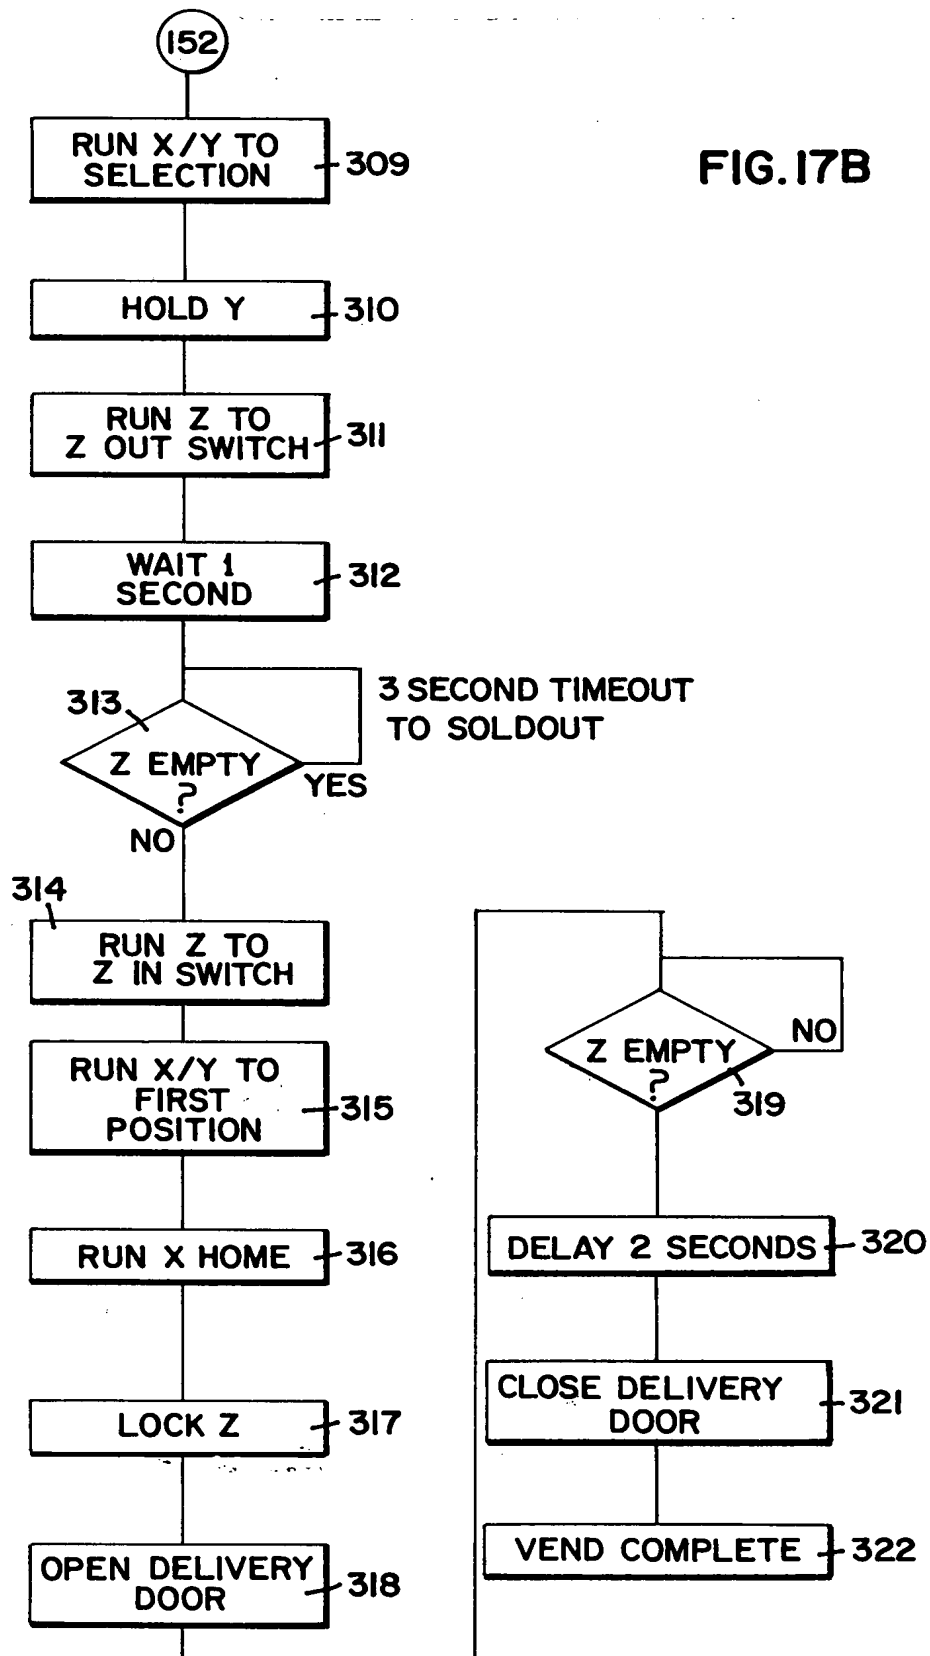 152
RUN X/Y TO
SELECTION
309
FIG. 17B
HOLD Y
310
RUN Z TO
Z OUT SWITCH
311
WAIT 1
SECOND
312
3 SECOND TIMEOUT
TO SOLDOUT
313
Z EMPTY
?
YES
NO
314
RUN Z TO
Z IN SWITCH
RUN X/Y TO
FIRST
POSITION
315
RUN X HOME
316
LOCK Z
317
OPEN DELIVERY
DOOR
318
Z EMPTY
?
NO
319
DELAY 2 SECONDS
320
CLOSE DELIVERY
DOOR
321
VEND COMPLETE
322